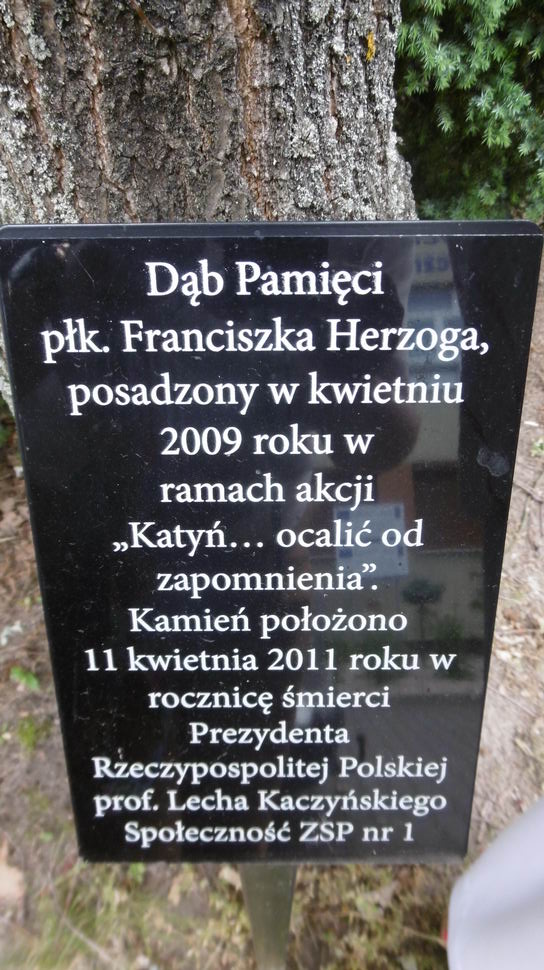 Dąb Pamięci
płk. Franciszka Herzoga,
posadzony w kwietniu
2009 roku w
ramach akcji
„Katyń... ocalić od
zapomnienia”.
Kamień położono
11 kwietnia 2011 roku w
rocznicę śmierci
Prezydenta
Rzeczypospolitej Polskiej
prof. Lecha Kaczyńskiego
Społeczność ZSP nr 1